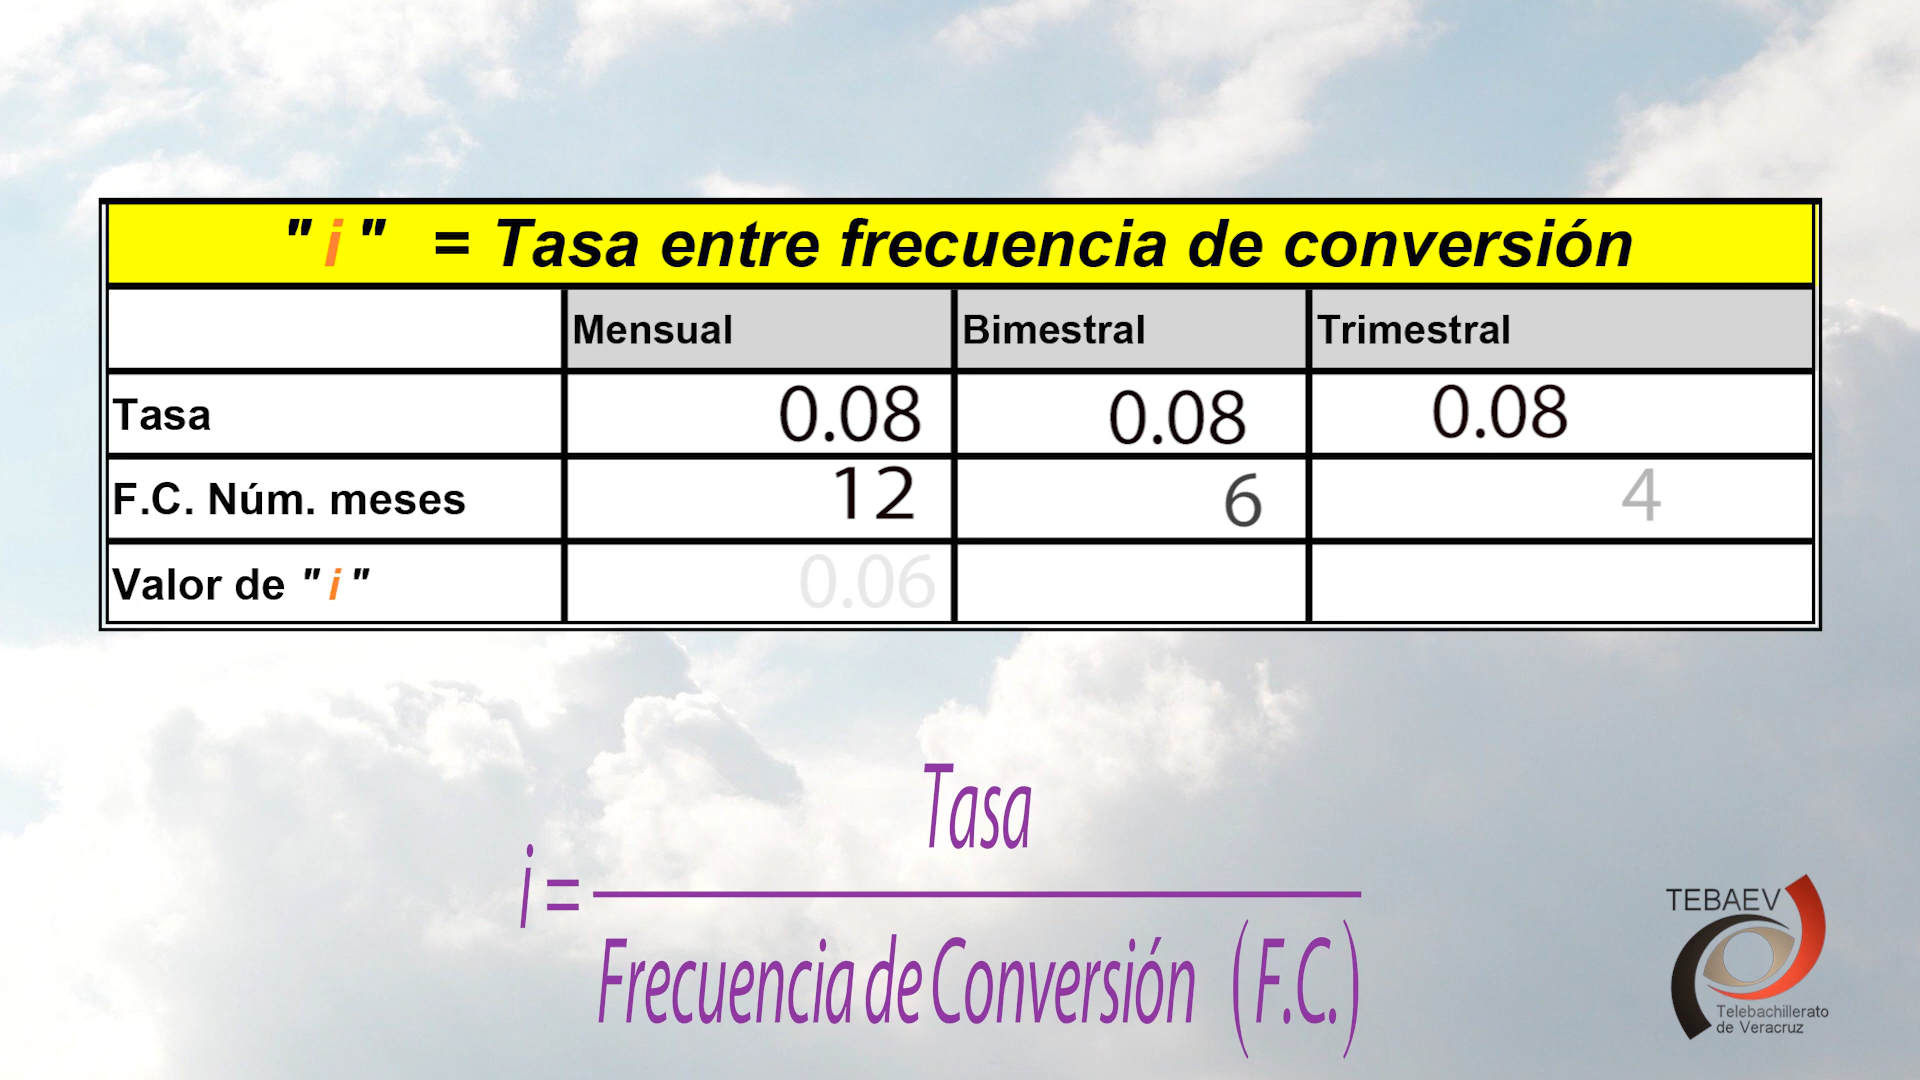 " i " = Tasa entre frecuencia de conversión
Mensual Bimestral Trimestral
Tasa 0.08 0.08 0.08
F.C. Núm. meses 12 6 4
Valor de " i " 0.06
Tasa
i =
Frecuencia de Conversión (F.C.)
TEBAEV
Telebachillerato
de Veracruz